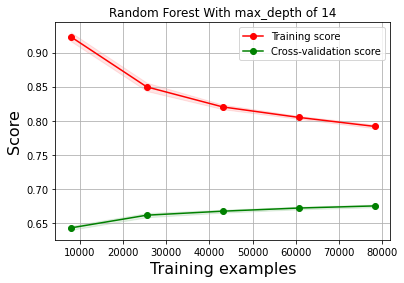 Random Forest With max_depth of 14
Training score
Cross-validation score
Score
0.90
0.85
0.80
0.75
0.70
0.65
10000 20000 30000 40000 50000 60000 70000 80000
Training examples